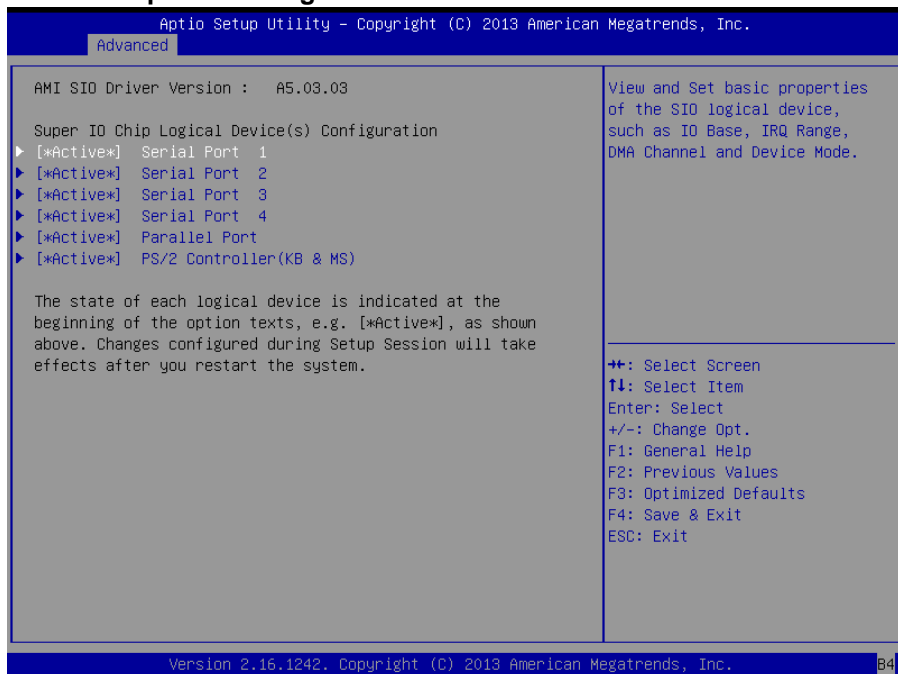 Aptio Setup Utility – Copyright (C) 2013 American Megatrends, Inc.
Advanced
AMI SIO Driver Version :   A5.03.03
Super IO Chip Logical Device(s) Configuration
[*Active*]   Serial Port  1
[*Active*]   Serial Port  2
[*Active*]   Serial Port  3
[*Active*]   Serial Port  4
[*Active*]   Parallel Port
[*Active*]   PS/2 Controller(KB & MS)
The state of each logical device is indicated at the
beginning of the option texts, e.g. [*Active*], as shown
above. Changes configured during Setup Session will take
effects after you restart the system.
View and Set basic properties
of the SIO logical device,
such as IO Base, IRQ Range,
DMA Channel and Device Mode.
→←: Select Screen
↑↓: Select Item
Enter: Select
+/-: Change Opt.
F1: General Help
F2: Previous Values
F3: Optimized Defaults
F4: Save & Exit
ESC: Exit
Version 2.16.1242. Copyright (C) 2013 American Megatrends, Inc.
B4